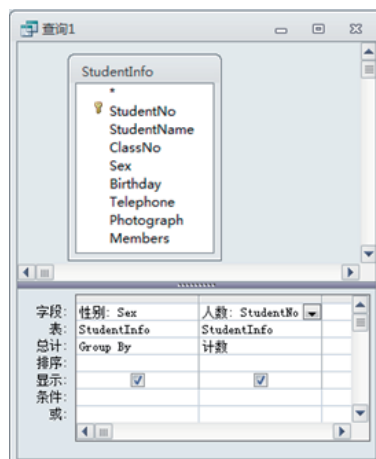 查询1
StudentInfo
*
StudentNo
StudentName
ClassNo
Sex
Birthday
Telephone
Photograph
Members
字段: 性别: Sex 人数: StudentNo
表: StudentInfo StudentInfo
总计: Group By 计数
排序:
显示:
条件:
或: